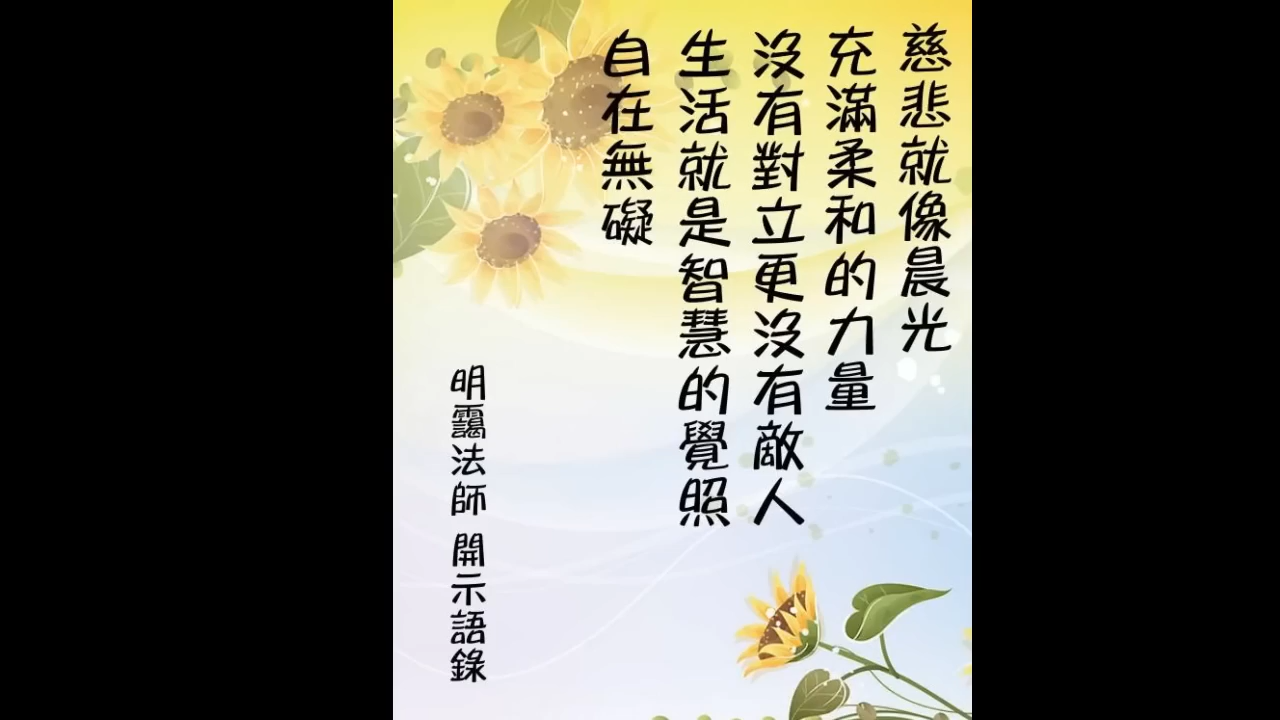 慈悲就像晨光
充滿柔和的力量
沒有對立更沒有敵人
生活就是智慧的覺照
自在無礙
明靄法師 開示語錄